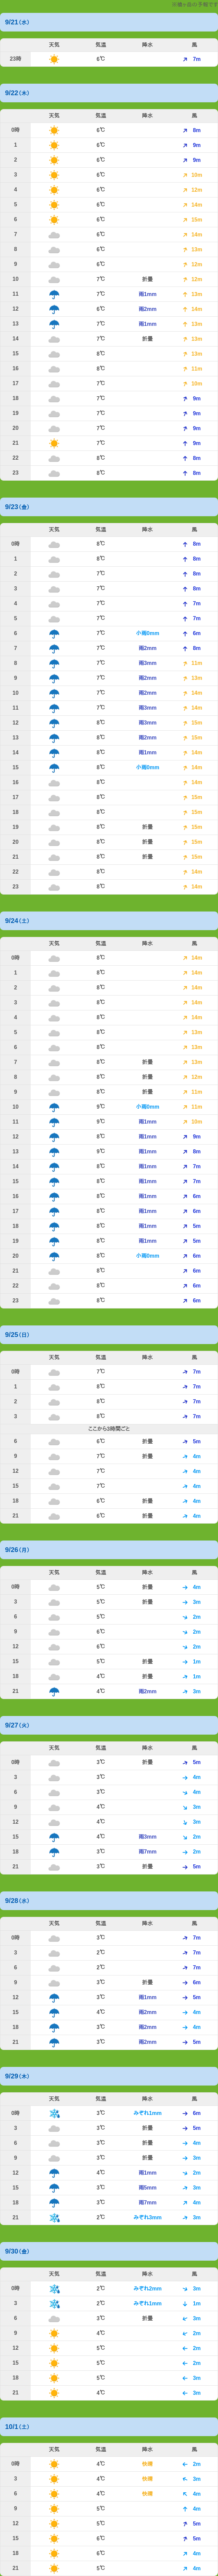 9/21（水）
天気 気温 降水 風
23時 6℃ 7m
9/22（木）
天気 気温 降水 風
0時 6℃ 8m
1 6℃ 9m
2 6℃ 9m
3 6℃ 10m
4 6℃ 12m
5 6℃ 14m
6 6℃ 15m
7 6℃ 14m
8 6℃ 13m
9 6℃ 12m
10 7℃ 折畳 12m
11 7℃ 雨1mm 13m
12 6℃ 雨2mm 14m
13 7℃ 雨1mm 13m
14 7℃ 折畳 13m
15 8℃ 13m
16 8℃ 11m
17 7℃ 10m
18 7℃ 9m
19 7℃ 9m
20 7℃ 9m
21 7℃ 9m
22 8℃ 8m
23 8℃ 8m
9/23（金）
天気 気温 降水 風
0時 8℃ 8m
1 8℃ 8m
2 7℃ 8m
3 7℃ 8m
4 7℃ 7m
5 7℃ 7m
6 7℃ 小雨0mm 6m
7 7℃ 雨2mm 8m
8 7℃ 雨3mm 11m
9 7℃ 雨2mm 13m
10 7℃ 雨2mm 14m
11 7℃ 雨3mm 14m
12 8℃ 雨3mm 15m
13 8℃ 雨2mm 15m
14 8℃ 雨1mm 14m
15 8℃ 小雨0mm 14m
16 8℃ 14m
17 8℃ 15m
18 8℃ 15m
19 8℃ 折畳 15m
20 8℃ 折畳 15m
21 8℃ 折畳 15m
22 8℃ 14m
23 8℃ 14m
9/24（土）
天気 気温 降水 風
0時 8℃ 14m
1 8℃ 14m
2 8℃ 14m
3 8℃ 14m
4 8℃ 14m
5 8℃ 13m
6 8℃ 13m
7 8℃ 折畳 13m
8 8℃ 折畳 12m
9 8℃ 折畳 11m
10 9℃ 小雨0mm 11m
11 9℃ 雨1mm 10m
12 8℃ 雨1mm 9m
13 9℃ 雨1mm 8m
14 8℃ 雨1mm 7m
15 8℃ 雨1mm 7m
16 8℃ 雨1mm 6m
17 8℃ 雨1mm 6m
18 8℃ 雨1mm 5m
19 8℃ 雨1mm 5m
20 8℃ 小雨0mm 6m
21 8℃ 6m
22 8℃ 6m
23 8℃ 6m
9/25（日）
天気 気温 降水 風
0時 7℃ 7m
1 8℃ 7m
2 8℃ 7m
3 8℃ 7m
ここから3時間ごと
6 6℃ 折畳 5m
9 7℃ 折畳 4m
12 7℃ 4m
15 7℃ 4m
18 6℃ 折畳 4m
21 6℃ 折畳 4m
9/26（月）
天気 気温 降水 風
0時 5℃ 折畳 4m
3 5℃ 折畳 3m
6 5℃ 2m
9 6℃ 2m
12 6℃ 2m
15 5℃ 折畳 1m
18 4℃ 折畳 1m
21 4℃ 雨2mm 3m
9/27（火）
天気 気温 降水 風
0時 3℃ 折畳 5m
3 3℃ 4m
6 3℃ 4m
9 4℃ 3m
12 4℃ 3m
15 4℃ 雨3mm 2m
18 3℃ 雨7mm 2m
21 3℃ 折畳 5m
9/28（水）
天気 気温 降水 風
0時 3℃ 7m
3 2℃ 7m
6 2℃ 7m
9 3℃ 折畳 6m
12 3℃ 雨1mm 5m
15 4℃ 雨2mm 4m
18 3℃ 雨2mm 4m
21 3℃ 雨2mm 5m
9/29（木）
天気 気温 降水 風
0時 3℃ みぞれ1mm 6m
3 3℃ 折畳 5m
6 3℃ 折畳 4m
9 3℃ 折畳 3m
12 4℃ 雨1mm 2m
15 3℃ 雨5mm 3m
18 3℃ 雨7mm 4m
21 2℃ みぞれ3mm 3m
9/30（金）
天気 気温 降水 風
0時 2℃ みぞれ2mm 3m
3 2℃ みぞれ1mm 1m
6 3℃ 折畳 3m
9 4℃ 2m
12 5℃ 2m
15 5℃ 2m
18 5℃ 3m
21 4℃ 3m
10/1（土）
天気 気温 降水 風
0時 4℃ 快晴 2m
3 4℃ 快晴 3m
6 4℃ 快晴 4m
9 5℃ 4m
12 5℃ 5m
15 6℃ 5m
18 6℃ 4m
21 5℃ 4m